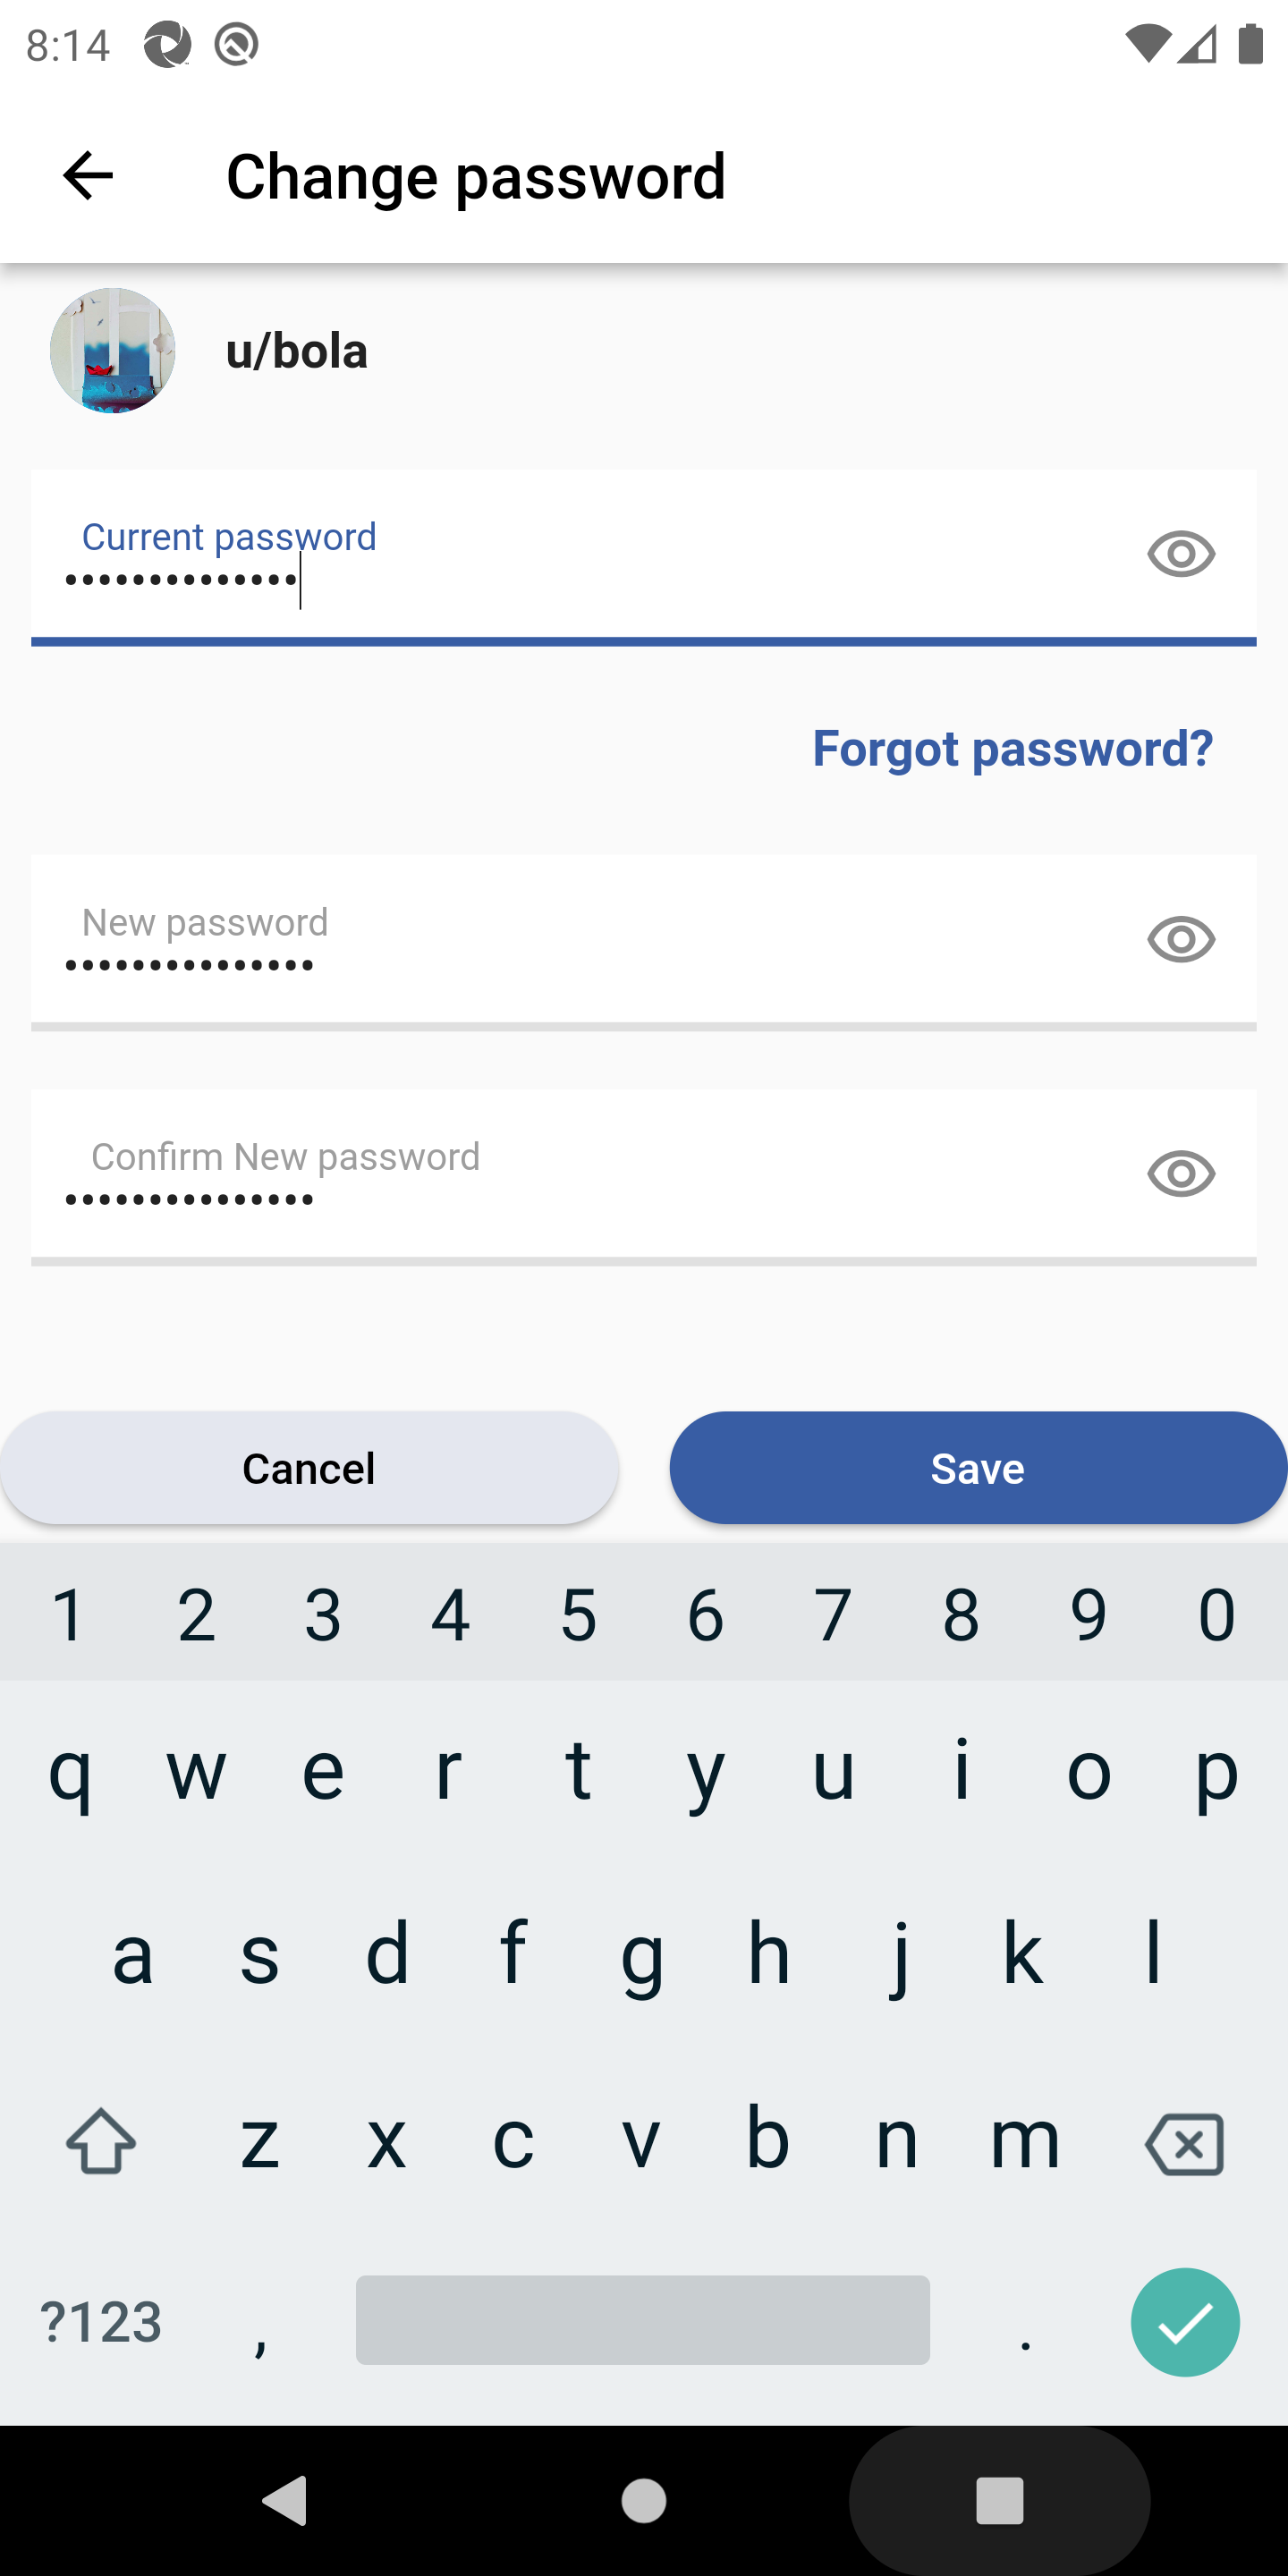 8:14
Change password
u/bola
Current password
••••••••••••••
Forgot password?
New password
•••••••••••••••
Confirm New password
•••••••••••••••
Cancel Save
1 2 3 4 5 6 7 8 9 0
q w e r t y u i o p
a s d f g h j k l
z x c v b n m
?123 , .